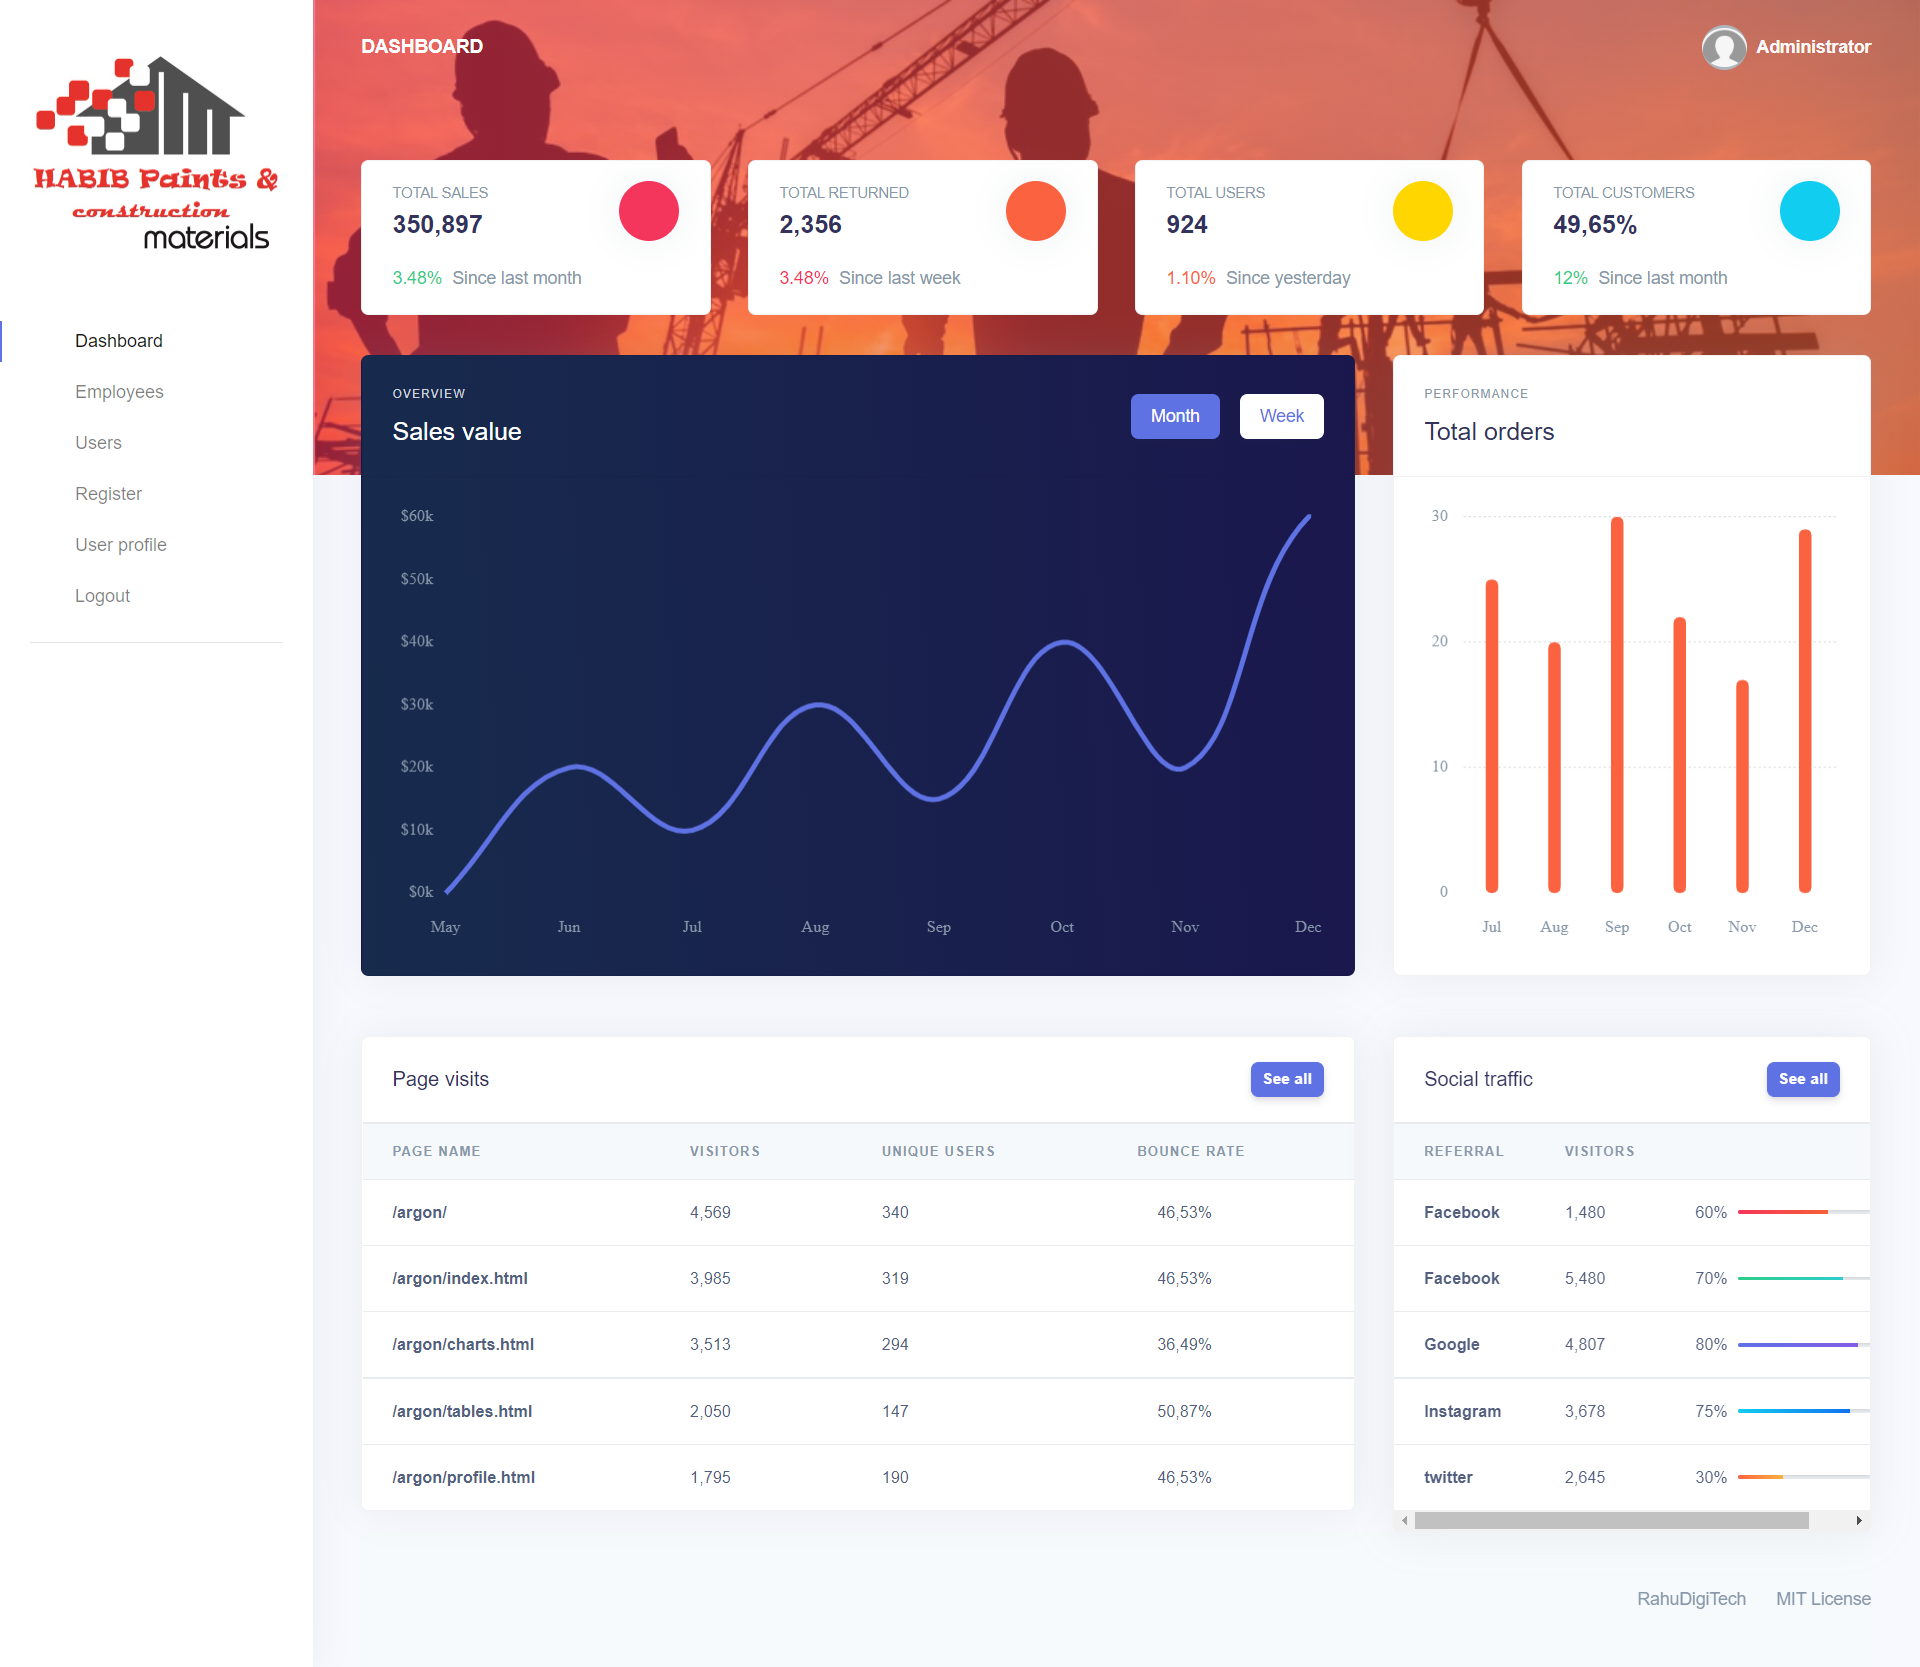 HABIB Paints &
construction
materials
Dashboard
Employees
Users
Register
User profile
Logout
DASHBOARD
Administrator
TOTAL SALES
350,897
3.48% Since last month
TOTAL RETURNED
2,356
3.48% Since last week
TOTAL USERS
924
1.10% Since yesterday
TOTAL CUSTOMERS
49,65%
12% Since last month
OVERVIEW
Sales value
Month Week
$60k
$50k
$40k
$30k
$20k
$10k
$0k
May Jun Jul Aug Sep Oct Nov Dec
PERFORMANCE
Total orders
30
20
10
0
Jul Aug Sep Oct Nov Dec
Page visits See all
PAGE NAME VISITORS UNIQUE USERS BOUNCE RATE
/argon/ 4,569 340 46,53%
/argon/index.html 3,985 319 46,53%
/argon/charts.html 3,513 294 36,49%
/argon/tables.html 2,050 147 50,87%
/argon/profile.html 1,795 190 46,53%
Social traffic See all
REFERRAL VISITORS
Facebook 1,480 60%
Facebook 5,480 70%
Google 4,807 80%
Instagram 3,678 75%
twitter 2,645 30%
RahuDigiTech MIT License